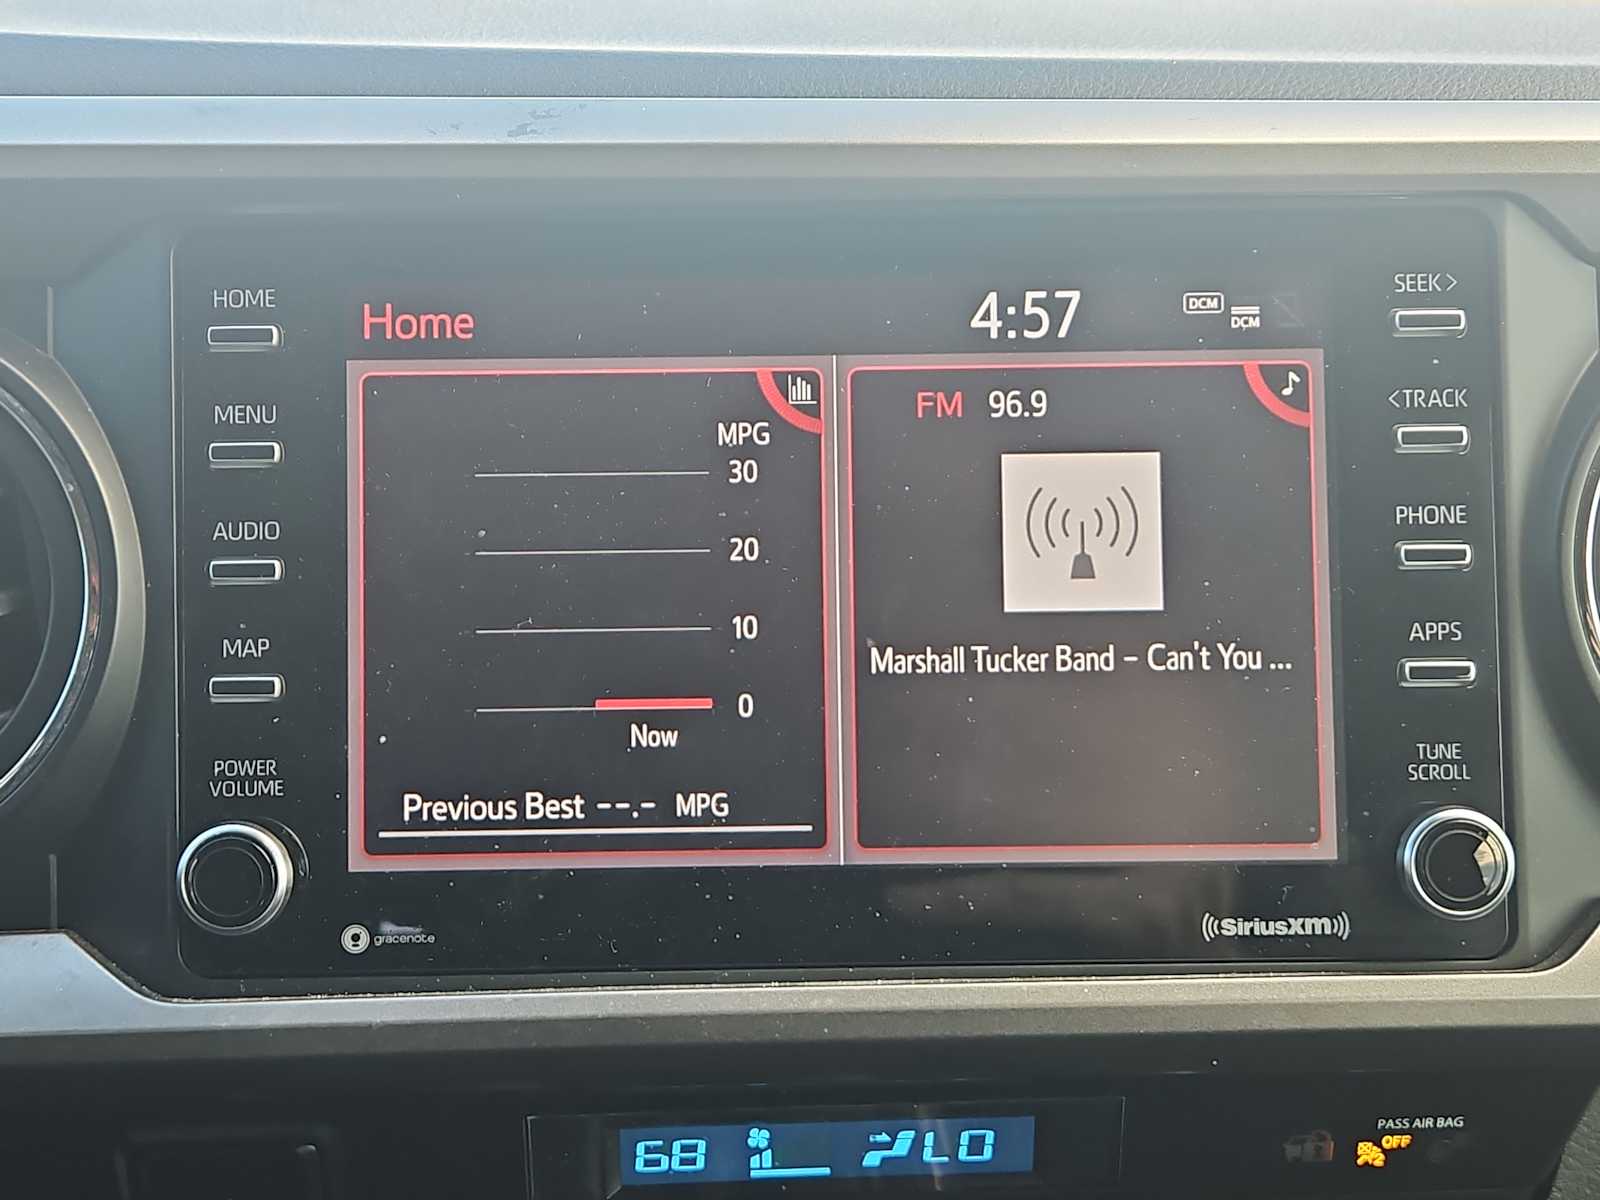 HOME
MENU
AUDIO
MAP
POWER
VOLUME
Home
4:57
DCM
DCM
MPG
30
20
10
0
Now
Previous Best --.- MPG
FM 96.9
Marshall Tucker Band - Can't You ...
SEEK >
<TRACK
PHONE
APPS
TUNE
SCROLL
gracenote
((SiriusXM))
68
LO
PASS AIR BAG
OFF